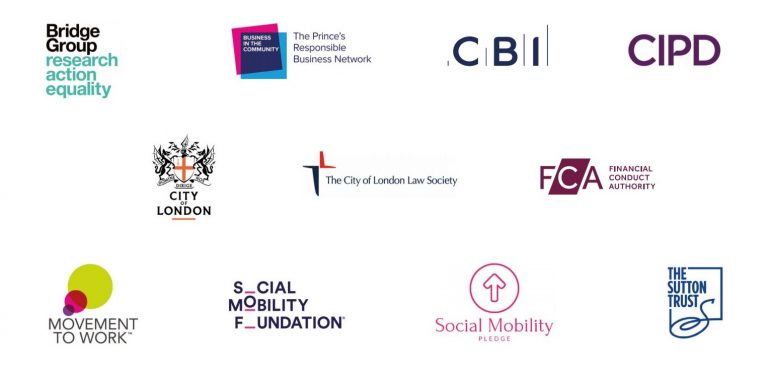 Bridge
Group
research
action
equality
BUSINESS
IN THE
COMMUNITY
The Prince's
Responsible
Business Network
CBI
CIPD
DIRIGE
CITY
OF
LONDON
The City of London Law Society
FCA
FINANCIAL
CONDUCT
AUTHORITY
MOVEMENT
TO WORK™
SOCIAL
MOBILITY
FOUNDATION®
Social Mobility
PLEDGE
THE
SUTTON
TRUST